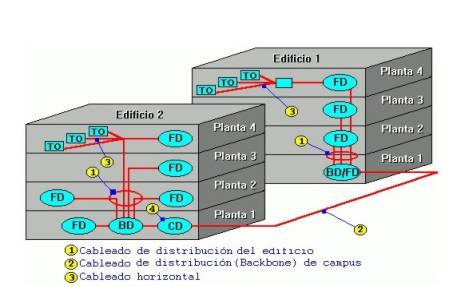 Edificio 1
Planta 4
TO TO TO FD
Planta 3
3 FD
Planta 2
1 FD
Planta 1
BD/FD
Edificio 2
Planta 4
TO TO TO FD
3
Planta 3
1 FD
Planta 2
FD FD
4
Planta 1
FD BD CD
2
1 Cableado de distribución del edificio
2 Cableado de distribución(Backbone) de campus
3 Cableado horizontal